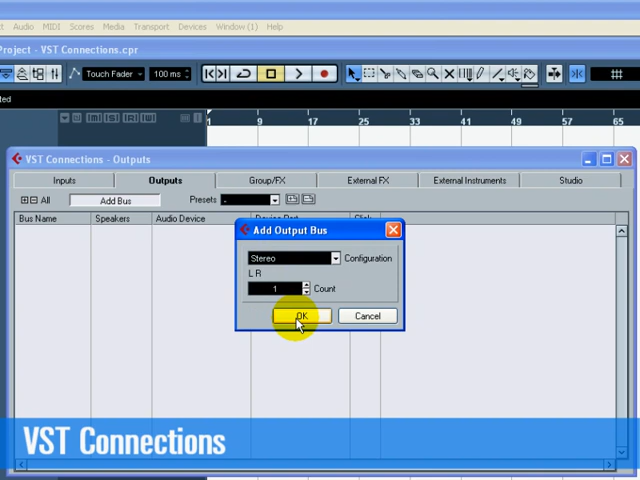 Audio MIDI Scores Media Transport Devices Window (1) Help
Project - VST Connections.cpr
Touch Fader 100 ms
1 9 17 25 33 41 49 57 65
VST Connections - Outputs
Inputs Outputs Group/FX External FX External Instruments Studio
All Add Bus Presets -
Bus Name Speakers Audio Device Device Port Click
Add Output Bus
Stereo Configuration
L R
1 Count
OK Cancel
VST Connections